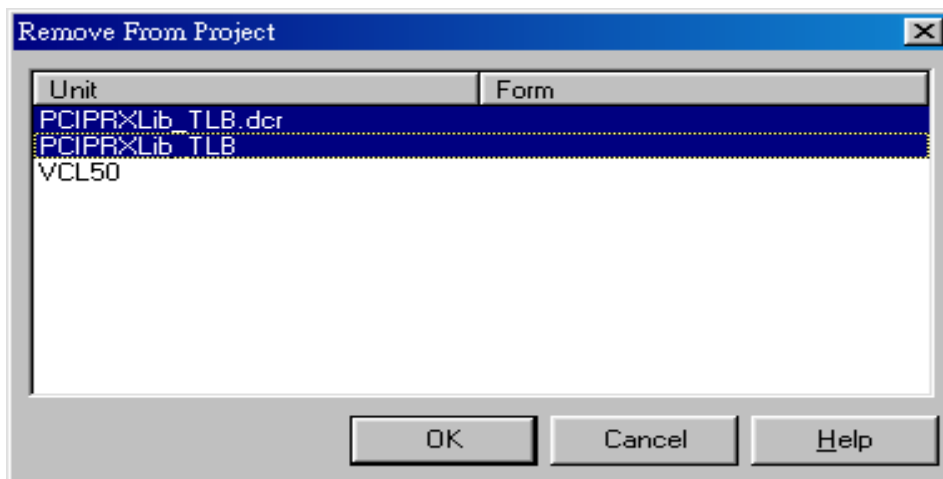 Remove From Project
Unit Form
PCIPRXLib_TLB.dcr
PCIPRXLib_TLB
VCL50
OK Cancel Help